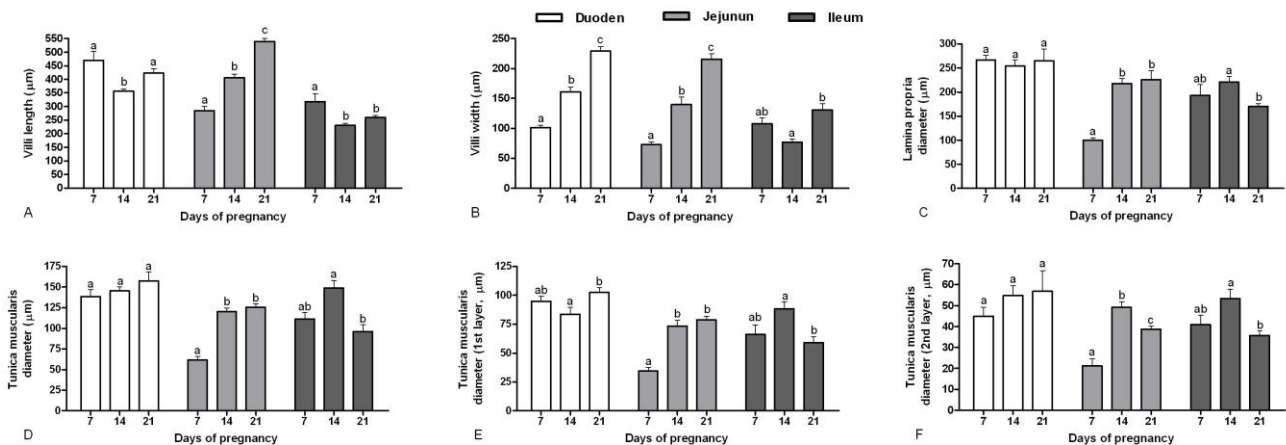 Duoden Jejunun Ileum
Villi length (µm)
550
500
450
400
350
300
250
200
150
100
50
0
a b a a b c a b b
7 14 21 7 14 21 7 14 21
Days of pregnancy
A
Villi width (µm)
250
200
150
100
50
0
a b c a b c ab a b
7 14 21 7 14 21 7 14 21
Days of pregnancy
B
Lamina propria
diameter (µm)
300
250
200
150
100
50
0
a a a a b b ab a b
7 14 21 7 14 21 7 14 21
Days of pregnancy
C
Tunica muscularis
diameter (µm)
175
150
125
100
75
50
25
0
a a a a b b ab a b
7 14 21 7 14 21 7 14 21
Days of pregnancy
D
Tunica muscularis
diameter (1st layer, µm)
125
100
75
50
25
0
ab a b a b b ab a b
7 14 21 7 14 21 7 14 21
Days of pregnancy
E
Tunica muscularis
diameter (2nd layer, µm)
70
60
50
40
30
20
10
0
a a a a b c ab a b
7 14 21 7 14 21 7 14 21
Days of pregnancy
F